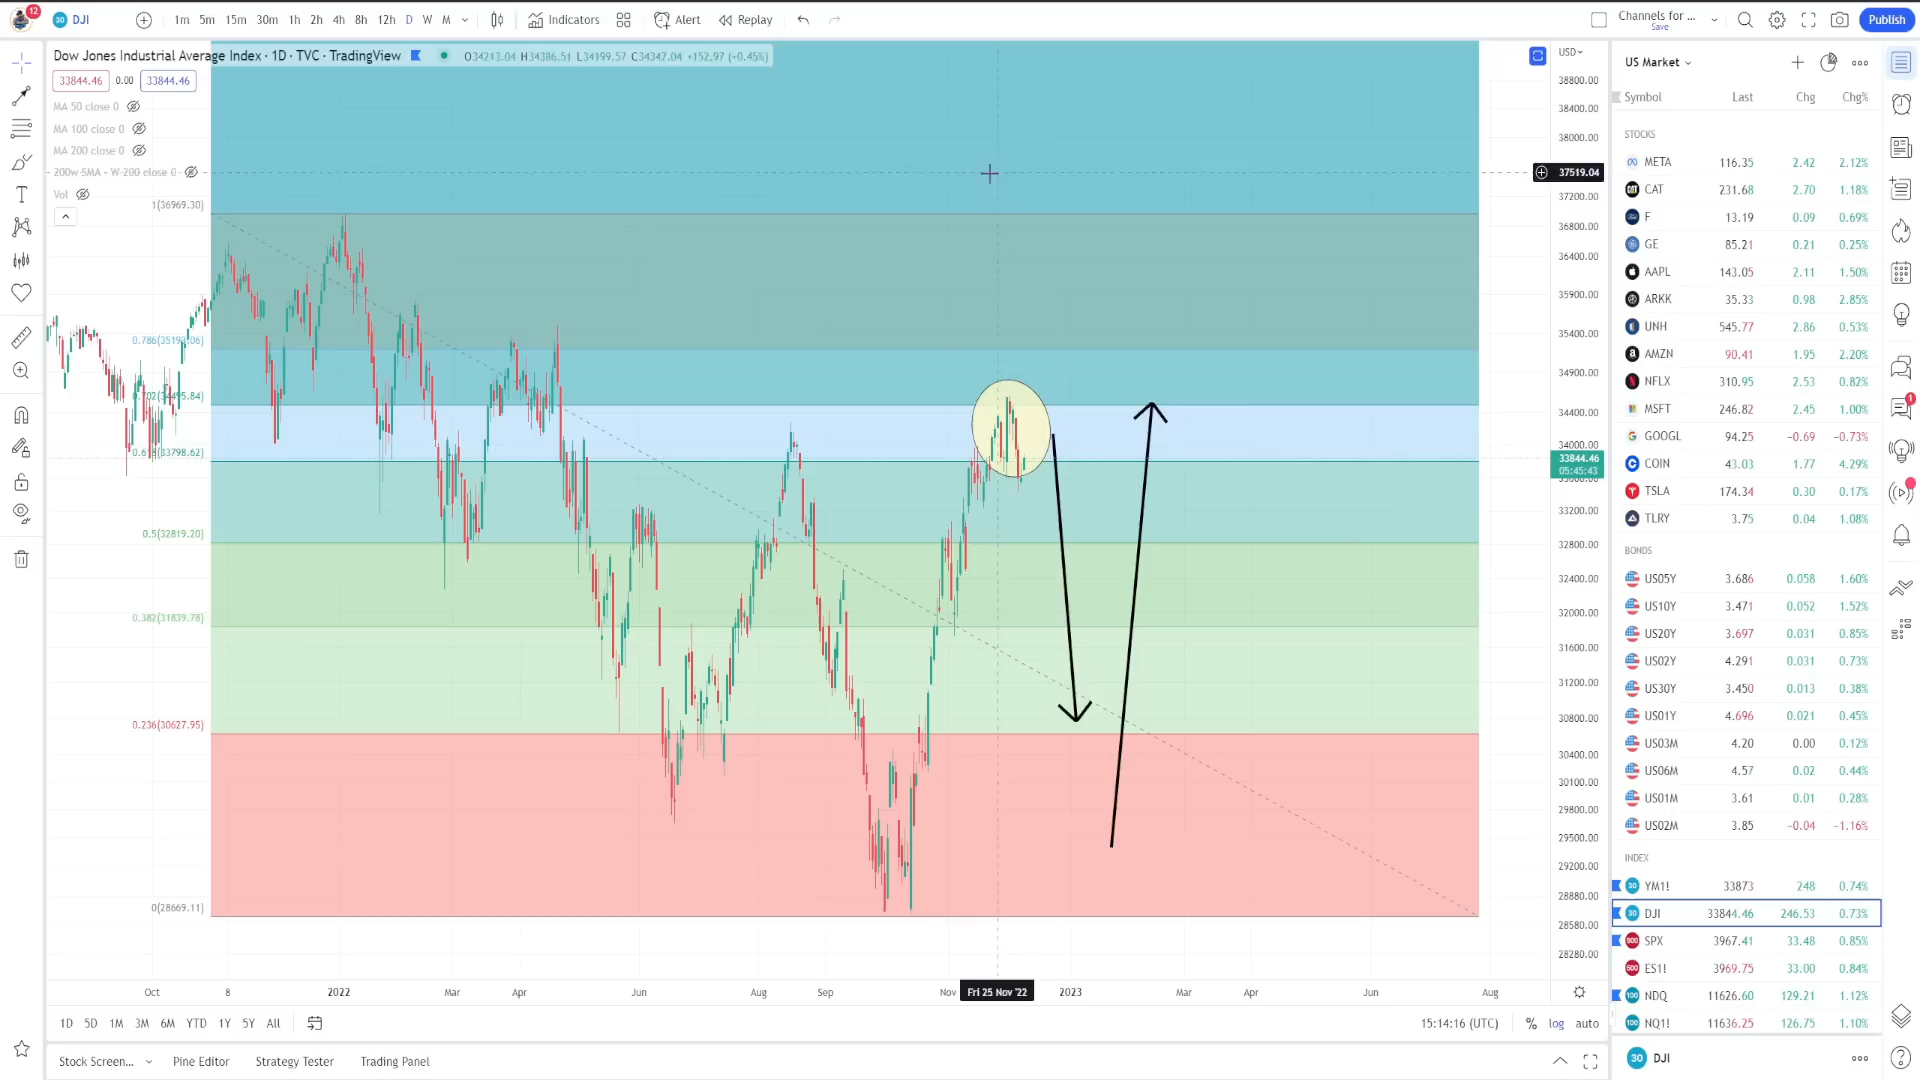 12
30 DJI
1m 5m 15m 30m 1h 2h 4h 8h 12h D W M
Indicators
Alert
Replay
Channels for ...
Save
Publish
Dow Jones Industrial Average Index · 1D · TVC · TradingView
O34213.04 H34386.51 L34199.57 C34347.04 +152.97 (+0.45%)
33844.46 0.00 33844.46
MA 50 close 0
MA 100 close 0
MA 200 close 0
200w SMA - W 200 close 0
Vol
1(36969.30)
0.702(34495.84)
0.5(32819.20)
0.382(31839.78)
0.236(30627.95)
0(28669.11)
USD
38800.00
38400.00
38000.00
37519.04
37200.00
36800.00
36400.00
35900.00
35400.00
34900.00
34400.00
34000.00
33844.46
05:45:43
33200.00
32800.00
32400.00
32000.00
31600.00
31200.00
30800.00
30400.00
30100.00
29800.00
29500.00
29200.00
28880.00
28580.00
28280.00
Oct 8 2022 Mar Apr Jun Aug Sep Nov Fri 25 Nov '22 2023 Mar Apr Jun Aug
1D 5D 1M 3M 6M YTD 1Y 5Y All
15:14:16 (UTC) % log auto
Stock Screen... Pine Editor Strategy Tester Trading Panel
US Market
Symbol Last Chg Chg%
STOCKS
META 116.35 2.42 2.12%
CAT 231.68 2.70 1.18%
F 13.19 0.09 0.69%
GE 85.21 0.21 0.25%
AAPL 143.05 2.11 1.50%
ARKK 35.33 0.98 2.85%
UNH 545.77 2.86 0.53%
AMZN 90.41 1.95 2.20%
NFLX 310.95 2.53 0.82%
MSFT 246.82 2.45 1.00%
GOOGL 94.25 −0.69 −0.73%
COIN 43.03 1.77 4.29%
TSLA 174.34 0.30 0.17%
TLRY 3.75 0.04 1.08%
BONDS
US05Y 3.686 0.058 1.60%
US10Y 3.471 0.052 1.52%
US20Y 3.697 0.031 0.85%
US02Y 4.291 0.031 0.73%
US30Y 3.450 0.013 0.38%
US01Y 4.696 0.021 0.45%
US03M 4.20 0.00 0.12%
US06M 4.57 0.02 0.44%
US01M 3.61 0.01 0.28%
US02M 3.85 −0.04 −1.16%
INDEX
30 YM1! 33873 248 0.74%
30 DJI 33844.46 246.53 0.73%
500 SPX 3967.41 33.48 0.85%
500 ES1! 3969.75 33.00 0.84%
100 NDQ 11626.60 129.21 1.12%
100 NQ1! 11636.25 126.75 1.10%
30 DJI
1